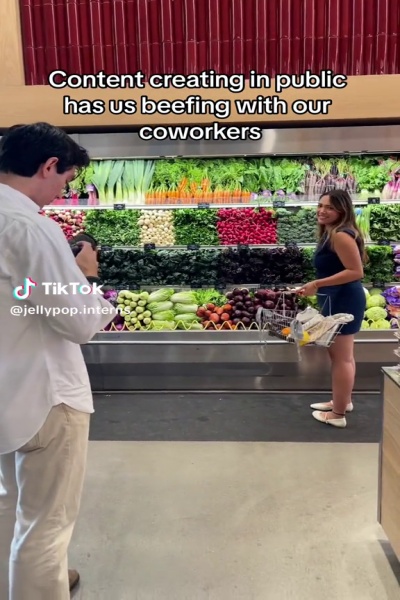 Content creating in public
has us beefing with our
coworkers
TikTok
@jellypop.interns